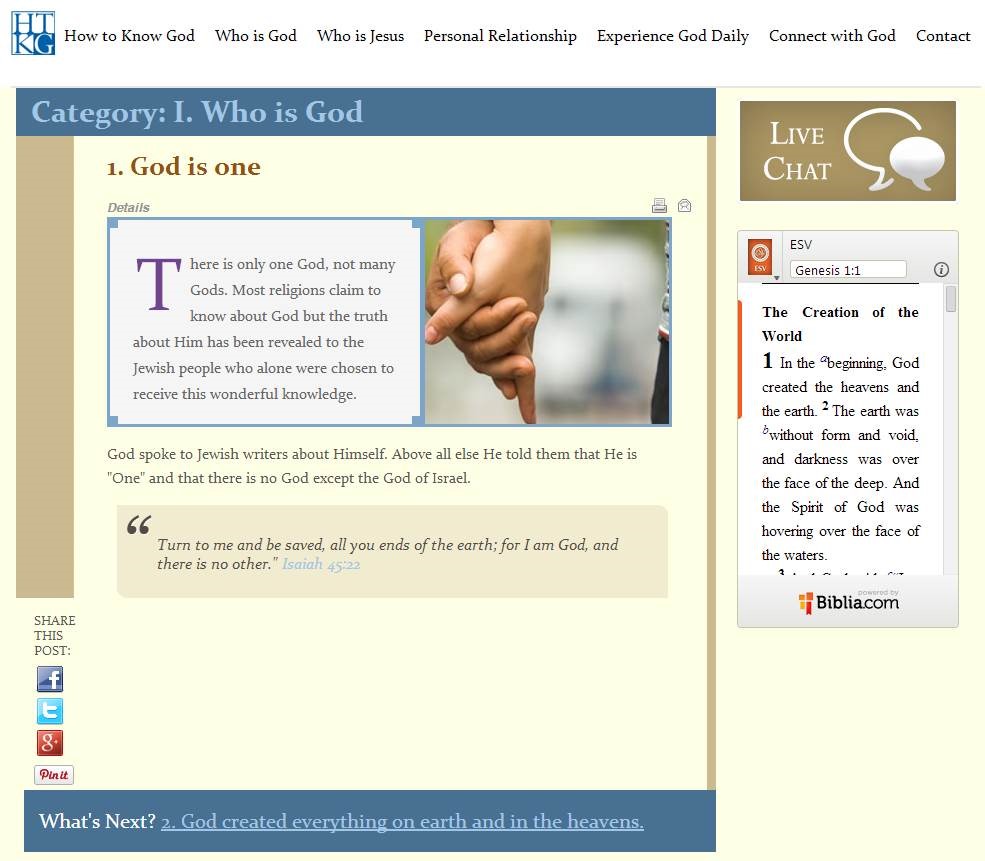 HT
KG
How to Know God Who is God Who is Jesus Personal Relationship Experience God Daily Connect with God Contact
Category: I. Who is God
1. God is one
Details
There is only one God, not many
Gods. Most religions claim to
know about God but the truth
about Him has been revealed to the
Jewish people who alone were chosen to
receive this wonderful knowledge.
God spoke to Jewish writers about Himself. Above all else He told them that He is
"One" and that there is no God except the God of Israel.
“
Turn to me and be saved, all you ends of the earth; for I am God, and
there is no other." Isaiah 45:22
SHARE
THIS
POST:
f
t
g+
Pin it
What's Next? 2. God created everything on earth and in the heavens.
LIVE
CHAT
ESV
ESV
Genesis 1:1
i
The Creation of the
World
1 In the abeginning, God
created the heavens and
the earth. 2 The earth was
bwithout form and void,
and darkness was over
the face of the deep. And
the Spirit of God was
hovering over the face of
the waters.
powered by
Biblia.com